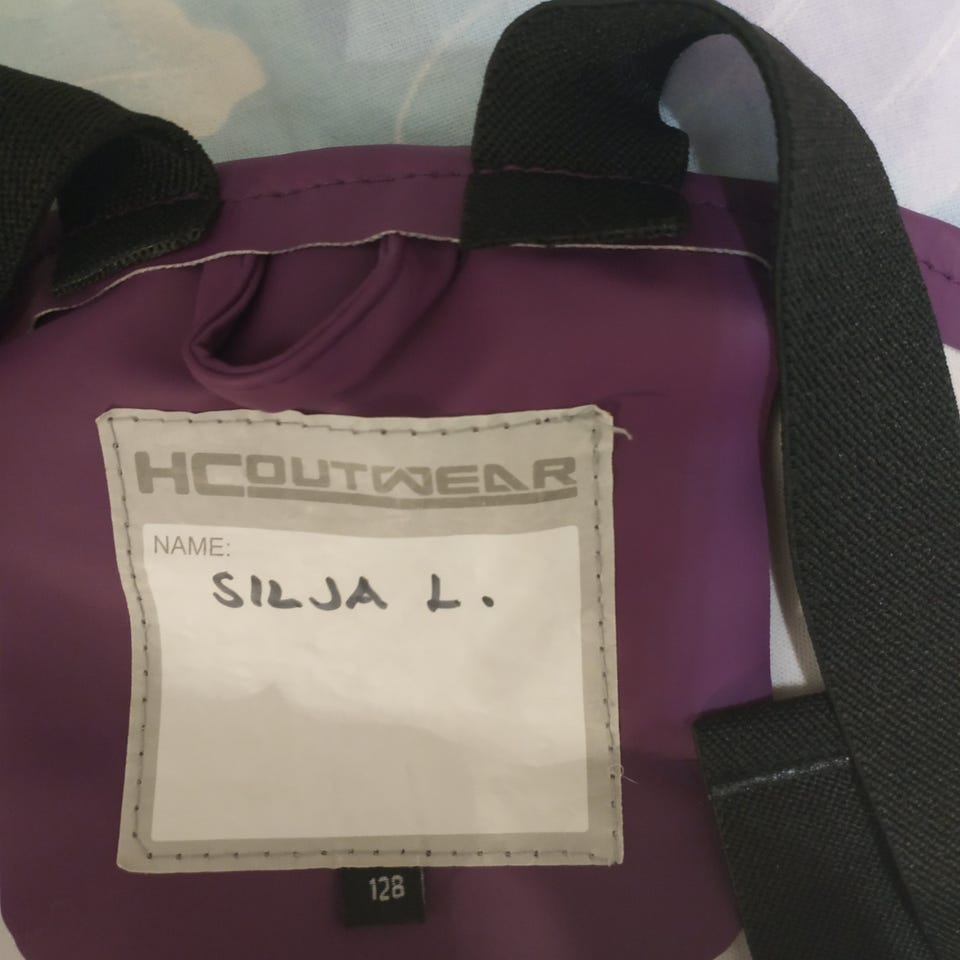 HCOUTWEAR
NAME:
SILJA L.
128